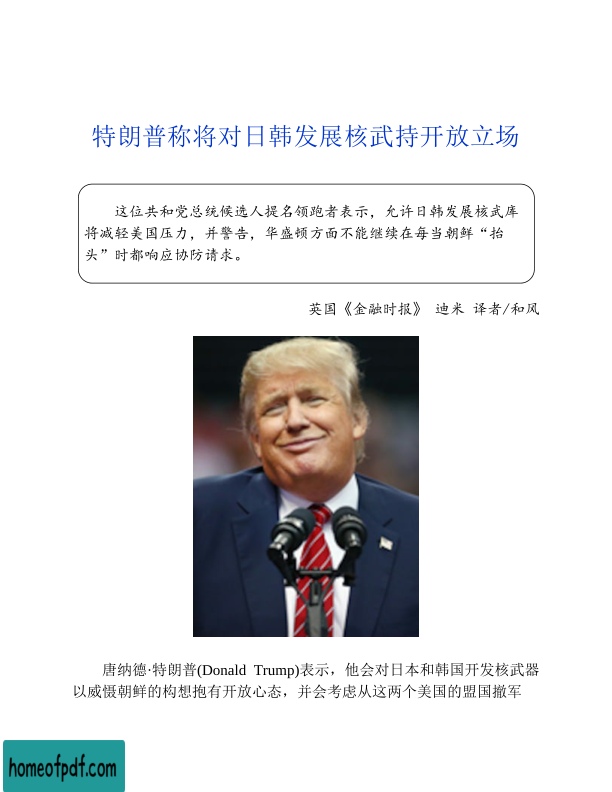 特朗普称将对日韩发展核武持开放立场
这位共和党总统候选人提名领跑者表示，允许日韩发展核武库
将减轻美国压力，并警告，华盛顿方面不能继续在每当朝鲜“抬
头”时都响应协防请求。
英国《金融时报》 迪米 译者/和风
唐纳德·特朗普(Donald Trump)表示，他会对日本和韩国开发核武器
以威慑朝鲜的构想抱有开放心态，并会考虑从这两个美国的盟国撤军
homeofpdf.com